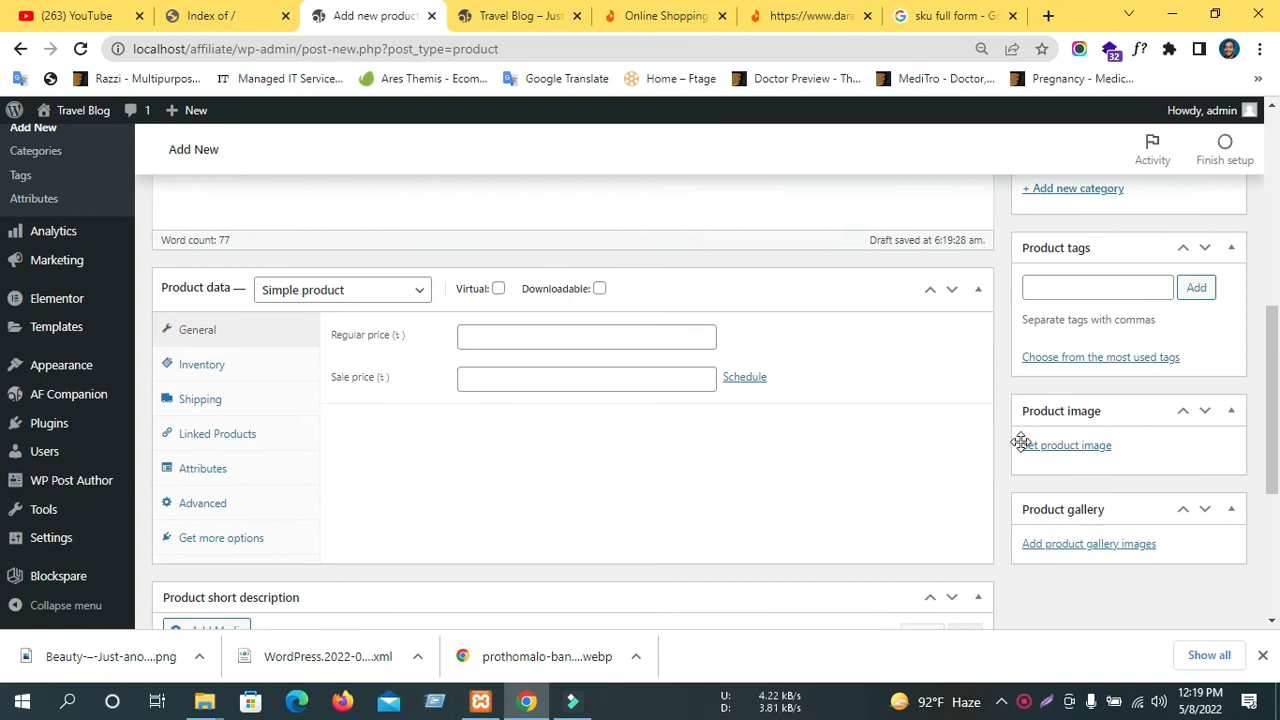 (263) YouTube
Index of /
Add new produc
Travel Blog – Just
Online Shopping
https://www.dara
sku full form - Go
localhost/affiliate/wp-admin/post-new.php?post_type=product
32
Razzi - Multipurpos...
IT Managed IT Service...
Ares Themis - Ecom...
Google Translate
Home – Ftage
Doctor Preview - Th...
MediTro - Doctor,...
Pregnancy - Medic...
»
Travel Blog
1
New
Howdy, admin
Add New
Categories
Tags
Attributes
Analytics
Marketing
Elementor
Templates
Appearance
AF Companion
Plugins
Users
WP Post Author
Tools
Settings
Blockspare
Collapse menu
Add New
Activity
Finish setup
+ Add new category
Word count: 77
Draft saved at 6:19:28 am.
Product data —
Simple product
Virtual:
Downloadable:
General
Inventory
Shipping
Linked Products
Attributes
Advanced
Get more options
Regular price (৳ )
Sale price (৳ )
Schedule
Product tags
Add
Separate tags with commas
Choose from the most used tags
Product image
product image
Product gallery
Add product gallery images
Product short description
Beauty-–-Just-ano....png
WordPress.2022-0....xml
prothomalo-ban....webp
Show all
U: 4.22 kB/s
D: 3.81 kB/s
92°F Haze
12:19 PM
5/8/2022